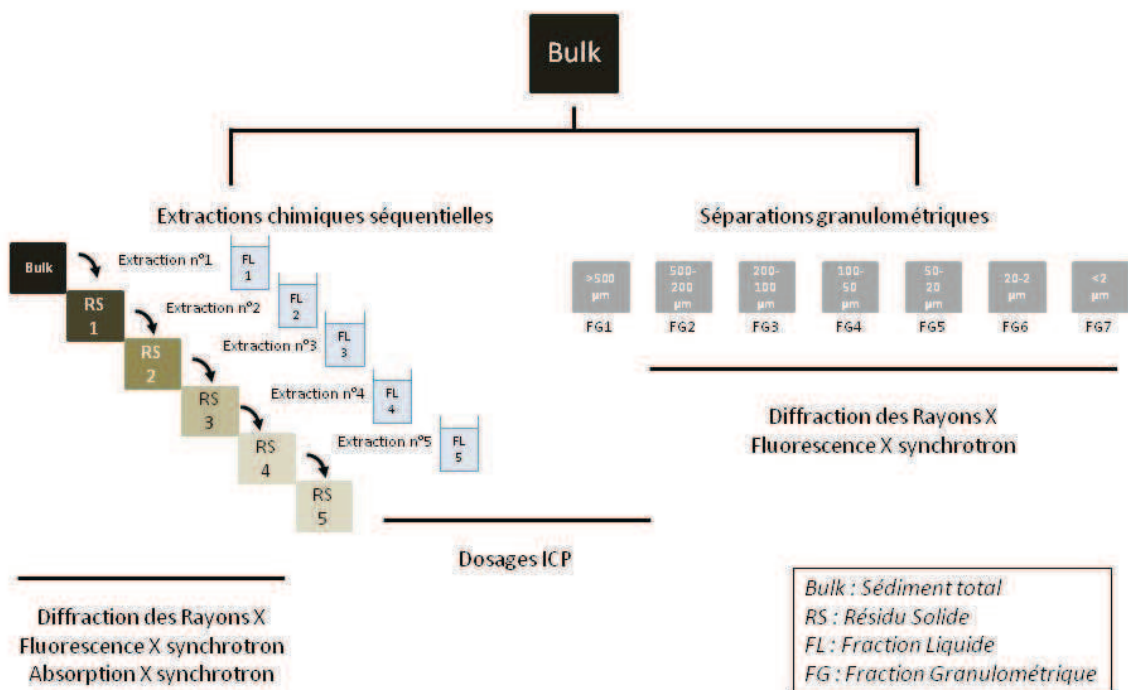 Bulk
Extractions chimiques séquentielles
Séparations granulométriques
Bulk
Extraction n°1
FL
1
RS
1
Extraction n°2
FL
2
RS
2
Extraction n°3
FL
3
RS
3
Extraction n°4
FL
4
RS
4
Extraction n°5
FL
5
RS
5
>500
µm
FG1
500-
200
µm
FG2
200-
100
µm
FG3
100-
50
µm
FG4
50-
20
µm
FG5
20-2
µm
FG6
<2
µm
FG7
Diffraction des Rayons X
Fluorescence X synchrotron
Dosages ICP
Diffraction des Rayons X
Fluorescence X synchrotron
Absorption X synchrotron
Bulk : Sédiment total
RS : Résidu Solide
FL : Fraction Liquide
FG : Fraction Granulométrique